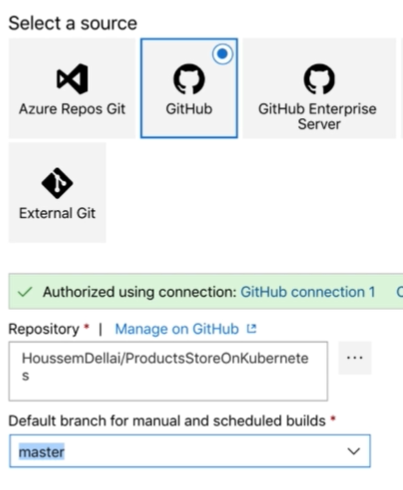 Select a source
Azure Repos Git
GitHub
GitHub Enterprise
Server
External Git
Authorized using connection: GitHub connection 1
Repository * | Manage on GitHub
HoussemDellai/ProductsStoreOnKubernete
s
...
Default branch for manual and scheduled builds *
master